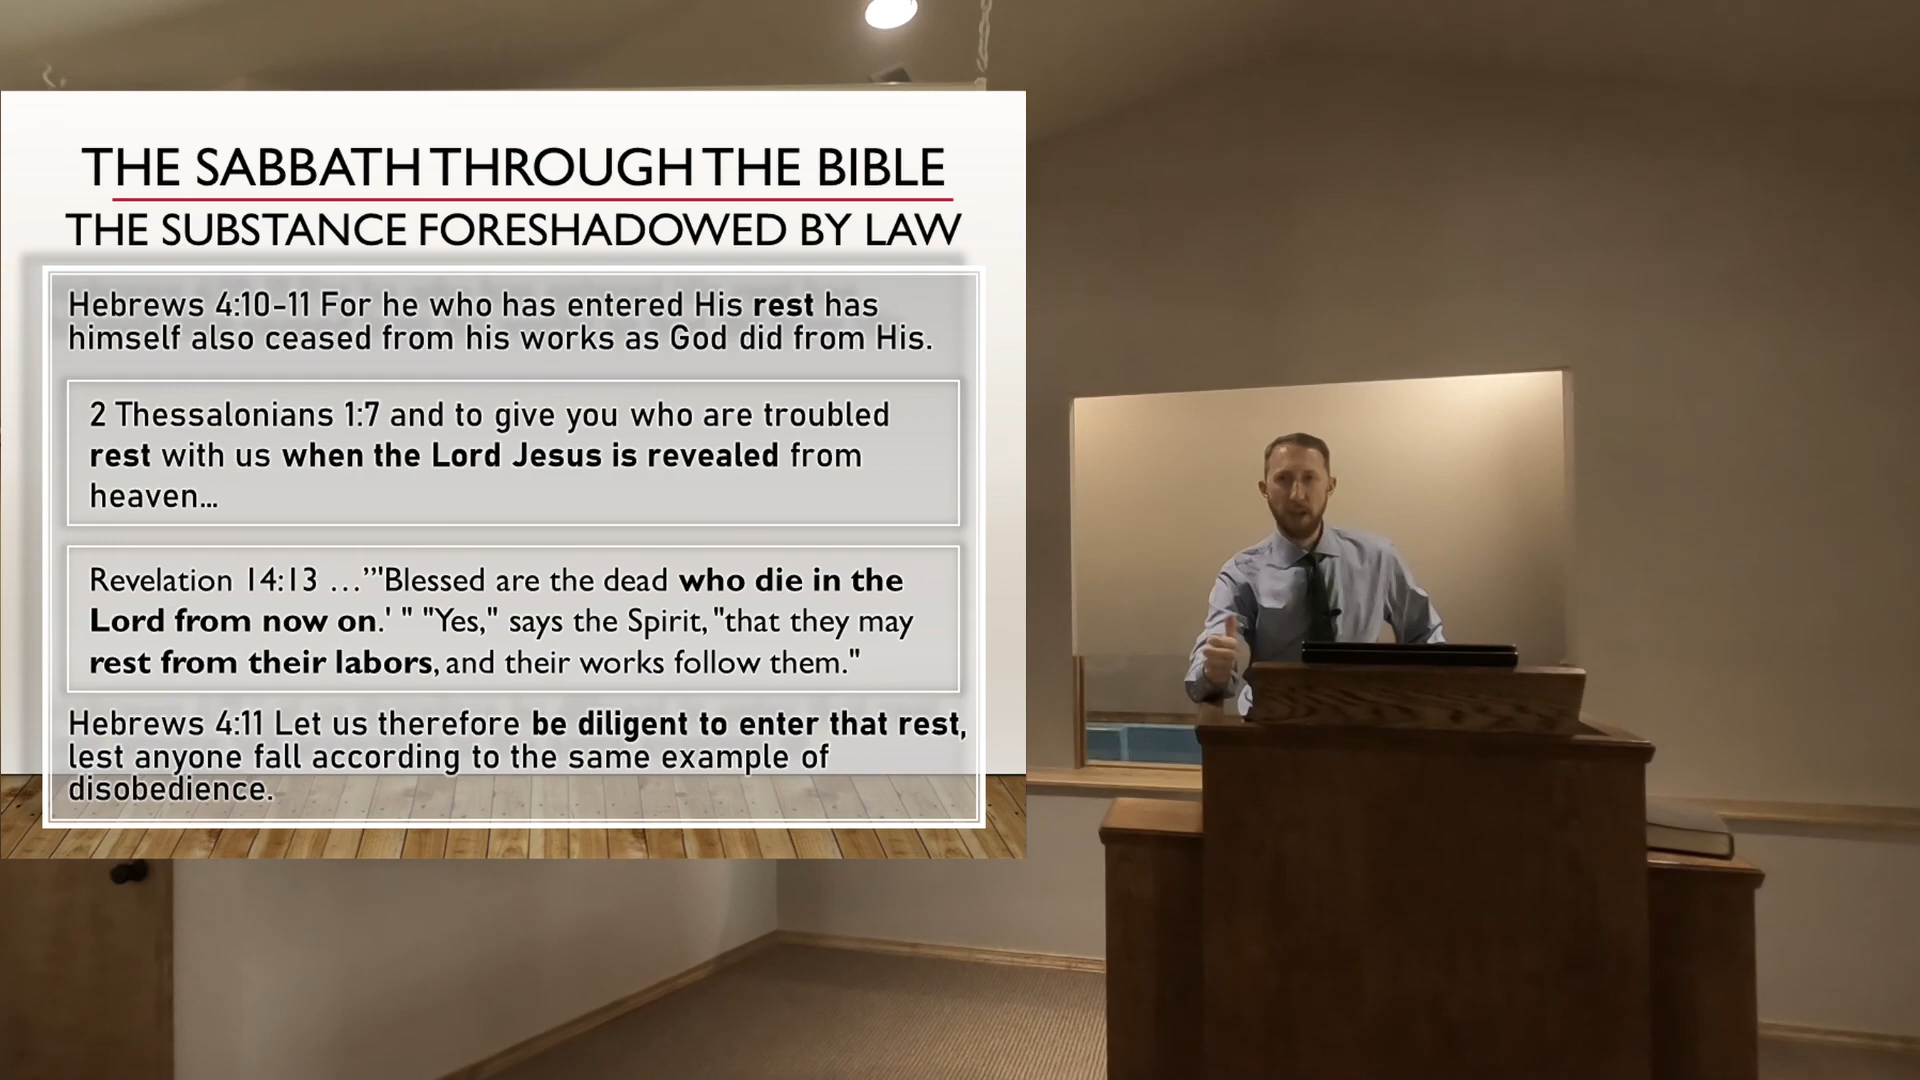 THE SABBATH THROUGH THE BIBLE
THE SUBSTANCE FORESHADOWED BY LAW
Hebrews 4:10-11 For he who has entered His rest has
himself also ceased from his works as God did from His.
2 Thessalonians 1:7 and to give you who are troubled
rest with us when the Lord Jesus is revealed from
heaven…
Revelation 14:13 …”'"Blessed are the dead who die in the
Lord from now on.' " "Yes," says the Spirit, "that they may
rest from their labors, and their works follow them."
Hebrews 4:11 Let us therefore be diligent to enter that rest,
lest anyone fall according to the same example of
disobedience.